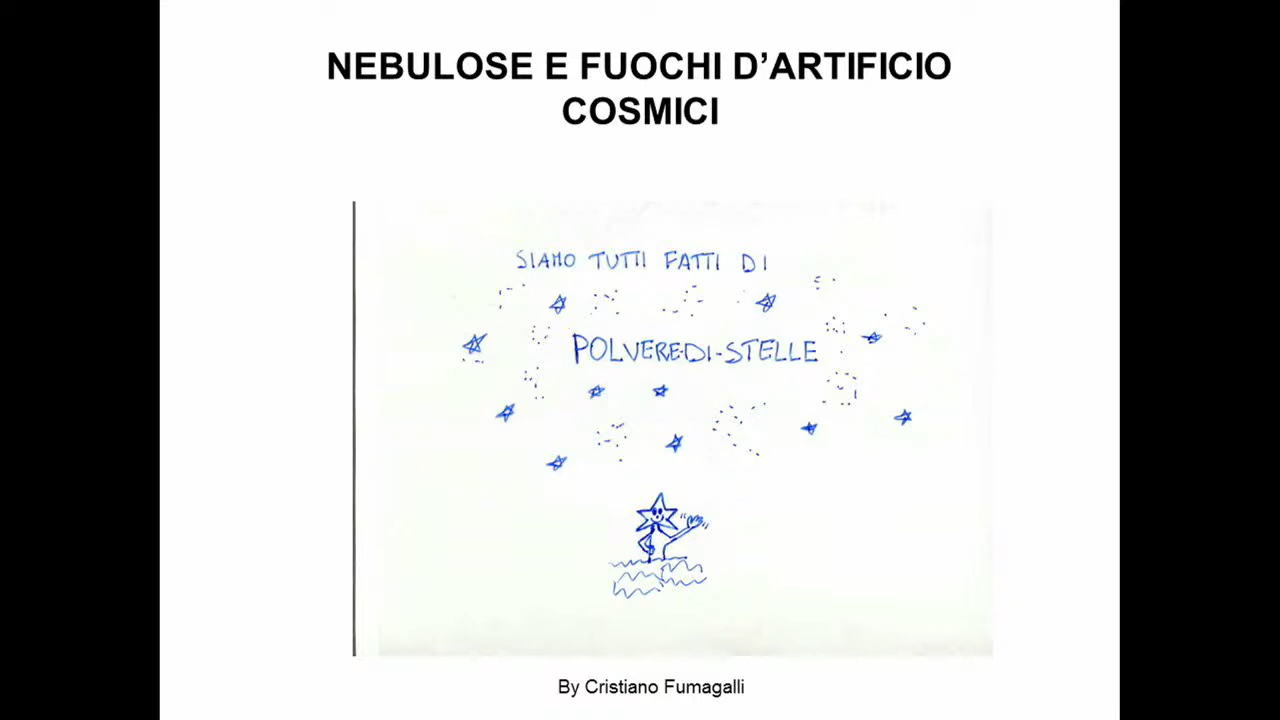 NEBULOSE E FUOCHI D’ARTIFICIO
COSMICI
SIAMO TUTTI FATTI DI
POLVERE-DI-STELLE
By Cristiano Fumagalli